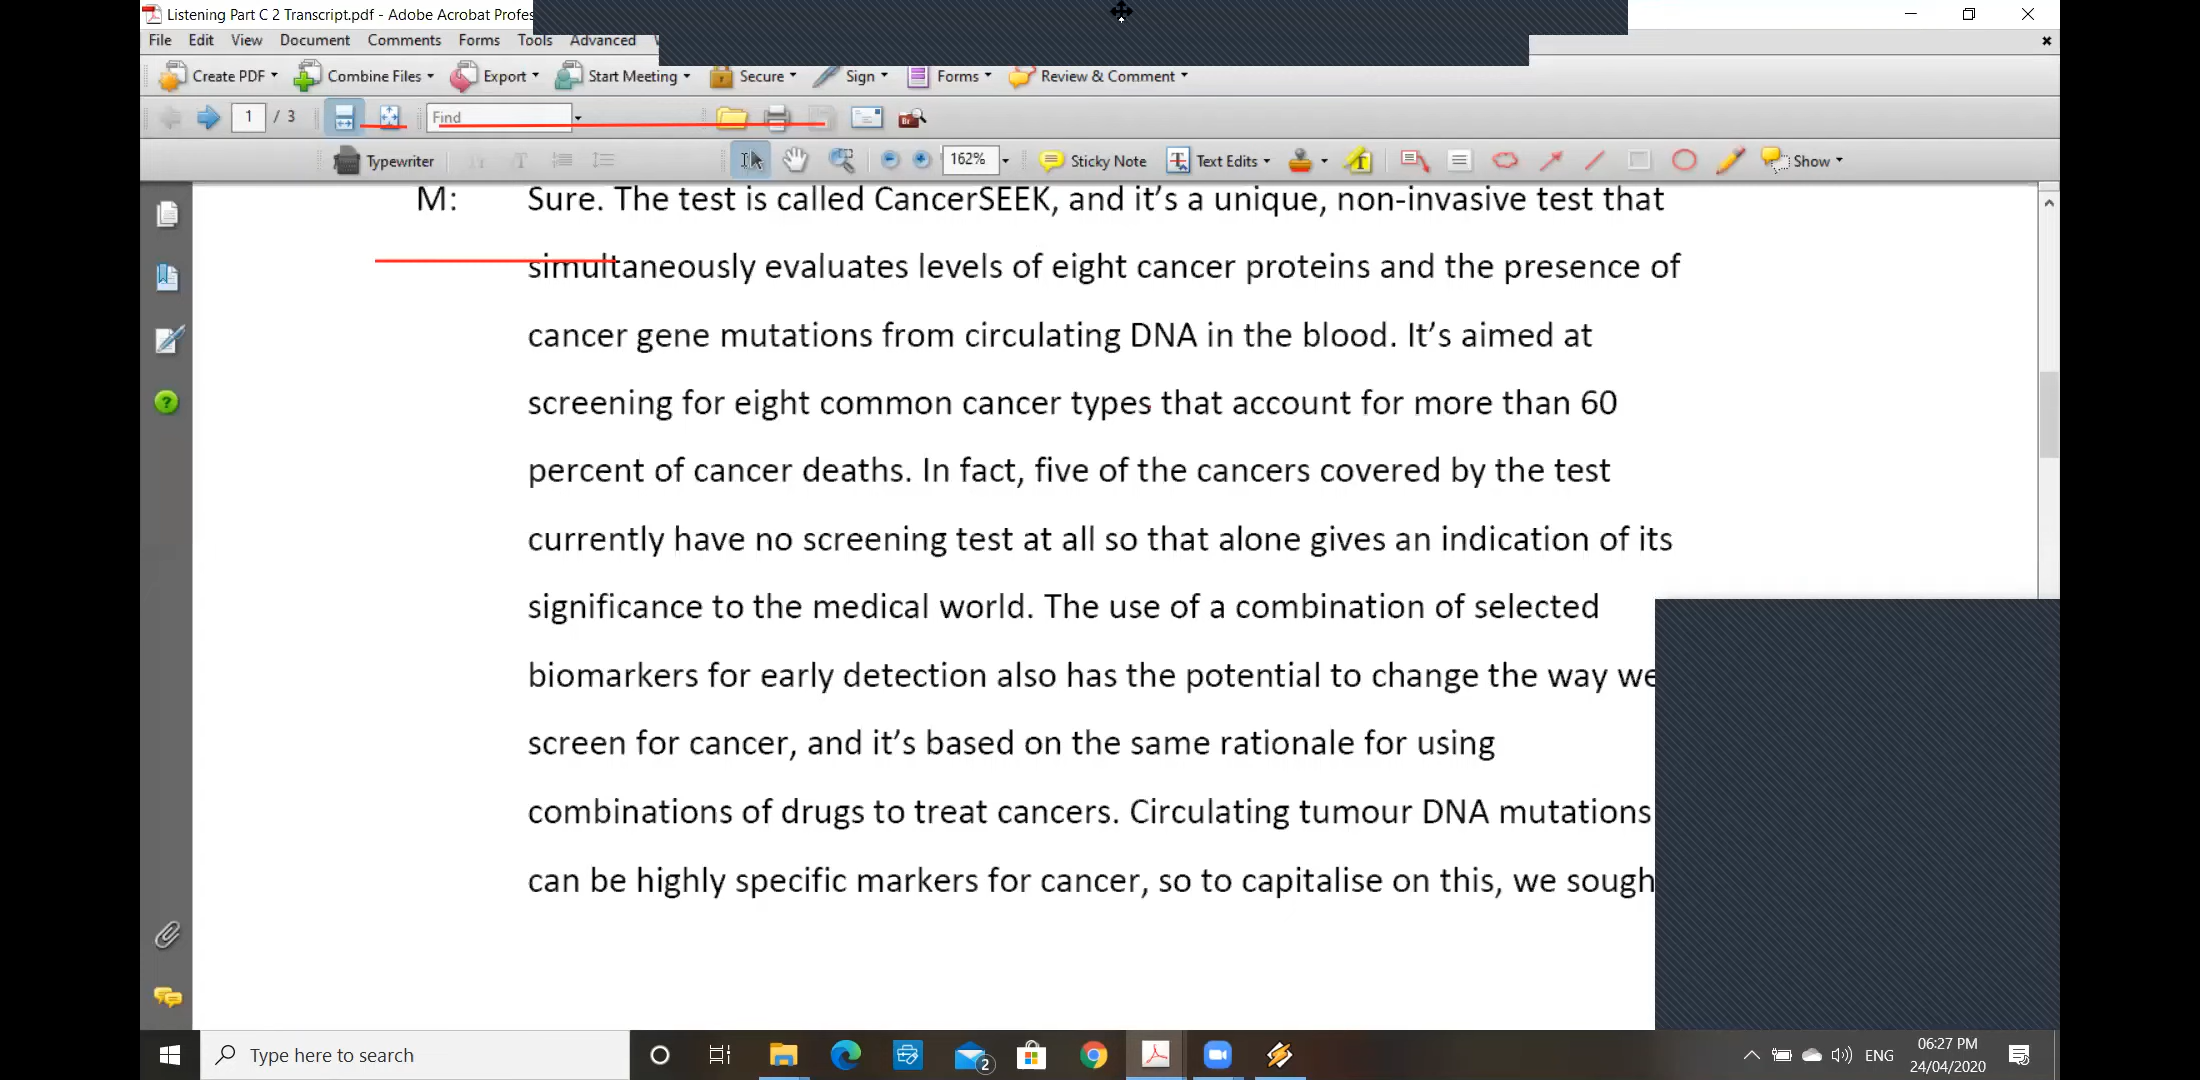 Listening Part C 2 Transcript.pdf - Adobe Acrobat Profes
File Edit View Document Comments Forms Tools Advanced
Create PDF Combine Files Export Start Meeting Secure Sign Forms Review & Comment
1 / 3 Find
Typewriter 162% Sticky Note Text Edits Show
M: Sure. The test is called CancerSEEK, and it’s a unique, non-invasive test that
simultaneously evaluates levels of eight cancer proteins and the presence of
cancer gene mutations from circulating DNA in the blood. It’s aimed at
screening for eight common cancer types that account for more than 60
percent of cancer deaths. In fact, five of the cancers covered by the test
currently have no screening test at all so that alone gives an indication of its
significance to the medical world. The use of a combination of selected
biomarkers for early detection also has the potential to change the way we
screen for cancer, and it’s based on the same rationale for using
combinations of drugs to treat cancers. Circulating tumour DNA mutations
can be highly specific markers for cancer, so to capitalise on this, we sough
Type here to search 2 ENG 06:27 PM
24/04/2020